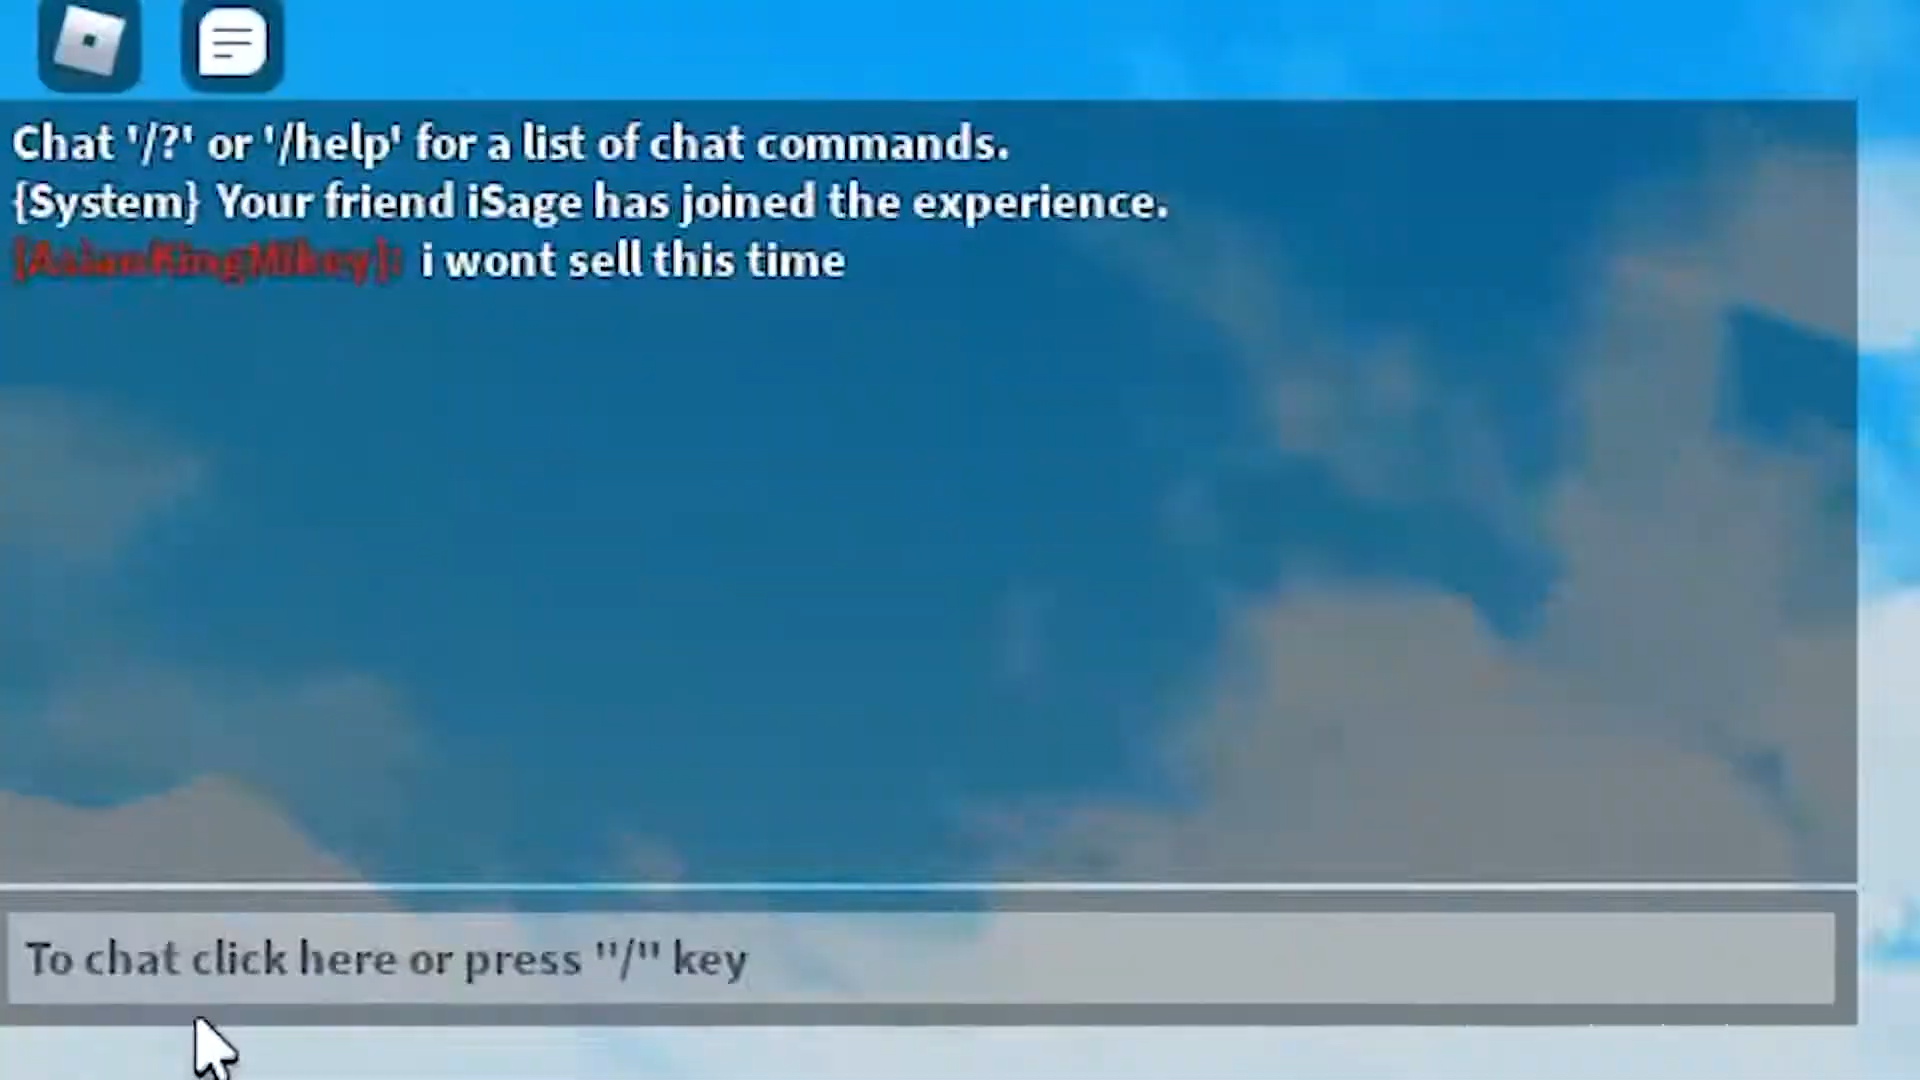 Chat '/?' or '/help' for a list of chat commands.
{System} Your friend iSage has joined the experience.
[AsianKingMikey]: i wont sell this time
To chat click here or press "/" key